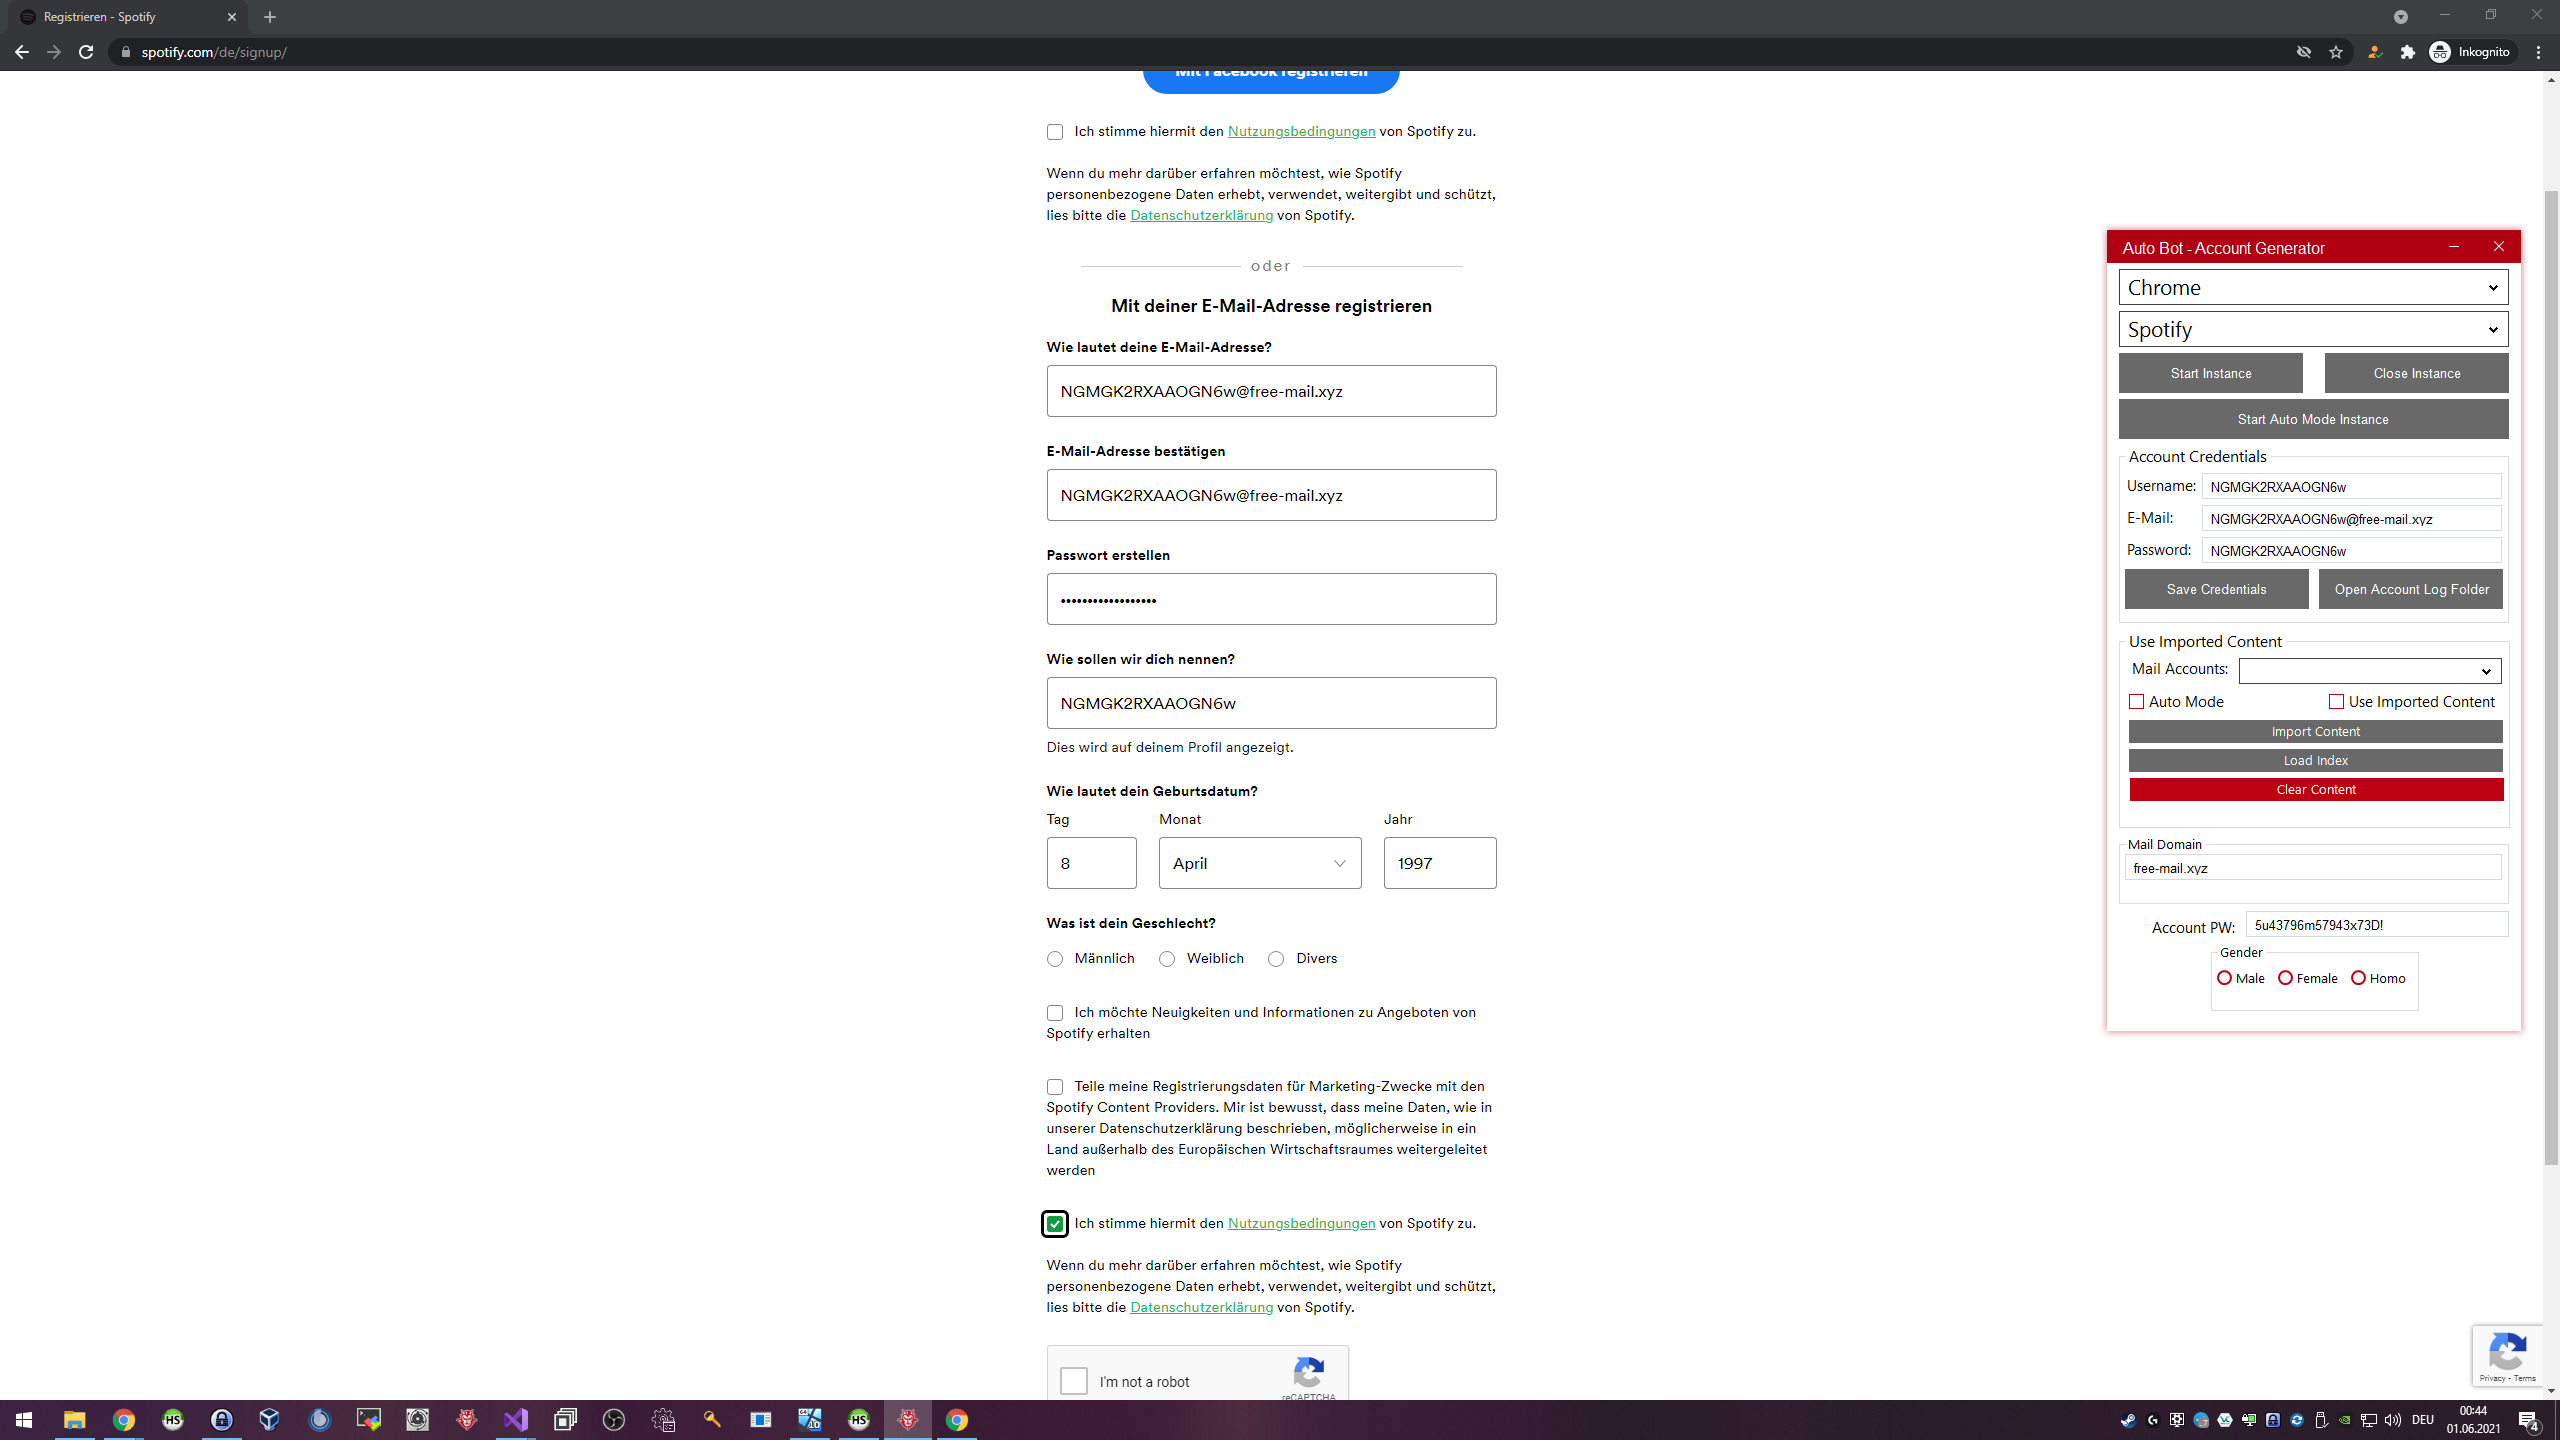 Registrieren - Spotify
spotify.com/de/signup/
Inkognito
Mit Facebook registrieren
Ich stimme hiermit den Nutzungsbedingungen von Spotify zu.
Wenn du mehr darüber erfahren möchtest, wie Spotify
personenbezogene Daten erhebt, verwendet, weitergibt und schützt,
lies bitte die Datenschutzerklärung von Spotify.
oder
Mit deiner E-Mail-Adresse registrieren
Wie lautet deine E-Mail-Adresse?
NGMGK2RXAAOGN6w@free-mail.xyz
E-Mail-Adresse bestätigen
NGMGK2RXAAOGN6w@free-mail.xyz
Passwort erstellen
••••••••••••••••••
Wie sollen wir dich nennen?
NGMGK2RXAAOGN6w
Dies wird auf deinem Profil angezeigt.
Wie lautet dein Geburtsdatum?
Tag Monat Jahr
8 April 1997
Was ist dein Geschlecht?
Männlich Weiblich Divers
Ich möchte Neuigkeiten und Informationen zu Angeboten von
Spotify erhalten
Teile meine Registrierungsdaten für Marketing-Zwecke mit den
Spotify Content Providers. Mir ist bewusst, dass meine Daten, wie in
unserer Datenschutzerklärung beschrieben, möglicherweise in ein
Land außerhalb des Europäischen Wirtschaftsraumes weitergeleitet
werden
Ich stimme hiermit den Nutzungsbedingungen von Spotify zu.
Wenn du mehr darüber erfahren möchtest, wie Spotify
personenbezogene Daten erhebt, verwendet, weitergibt und schützt,
lies bitte die Datenschutzerklärung von Spotify.
I'm not a robot
reCAPTCHA
Auto Bot - Account Generator
Chrome
Spotify
Start Instance Close Instance
Start Auto Mode Instance
Account Credentials
Username: NGMGK2RXAAOGN6w
E-Mail: NGMGK2RXAAOGN6w@free-mail.xyz
Password: NGMGK2RXAAOGN6w
Save Credentials Open Account Log Folder
Use Imported Content
Mail Accounts:
Auto Mode Use Imported Content
Import Content
Load Index
Clear Content
Mail Domain
free-mail.xyz
Account PW: 5u43796m57943x73D!
Gender
Male Female Homo
Privacy - Terms
HS
HS
DEU
00:44
01.06.2021
4